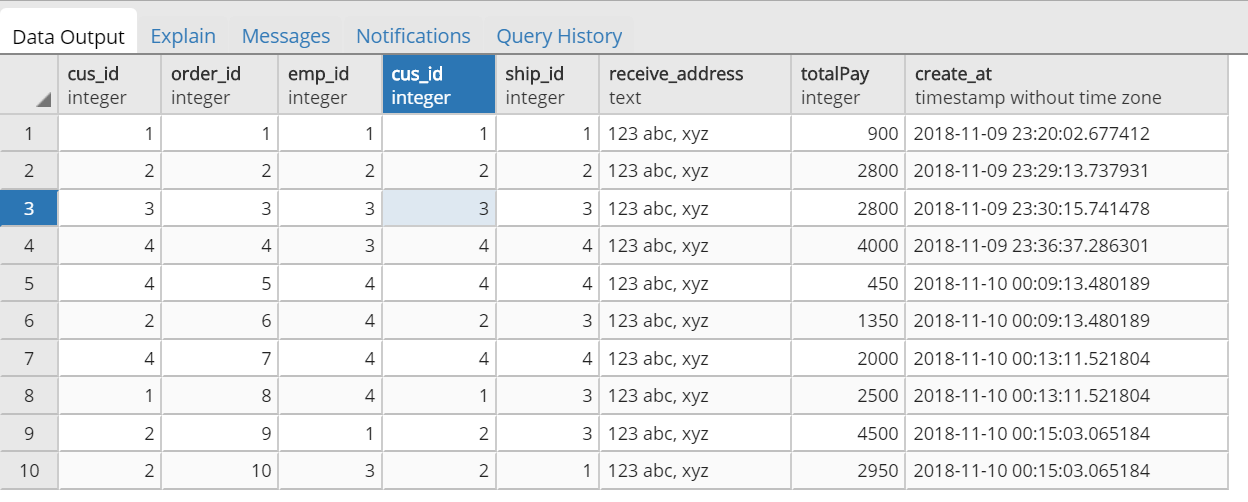 Data Output Explain Messages Notifications Query History
cus_id order_id emp_id cus_id ship_id receive_address totalPay create_at
integer integer integer integer integer text integer timestamp without time zone
1 1 1 1 1 1 123 abc, xyz 900 2018-11-09 23:20:02.677412
2 2 2 2 2 2 123 abc, xyz 2800 2018-11-09 23:29:13.737931
3 3 3 3 3 3 123 abc, xyz 2800 2018-11-09 23:30:15.741478
4 4 4 3 4 4 123 abc, xyz 4000 2018-11-09 23:36:37.286301
5 4 5 4 4 4 123 abc, xyz 450 2018-11-10 00:09:13.480189
6 2 6 4 2 3 123 abc, xyz 1350 2018-11-10 00:09:13.480189
7 4 7 4 4 4 123 abc, xyz 2000 2018-11-10 00:13:11.521804
8 1 8 4 1 3 123 abc, xyz 2500 2018-11-10 00:13:11.521804
9 2 9 1 2 3 123 abc, xyz 4500 2018-11-10 00:15:03.065184
10 2 10 3 2 1 123 abc, xyz 2950 2018-11-10 00:15:03.065184